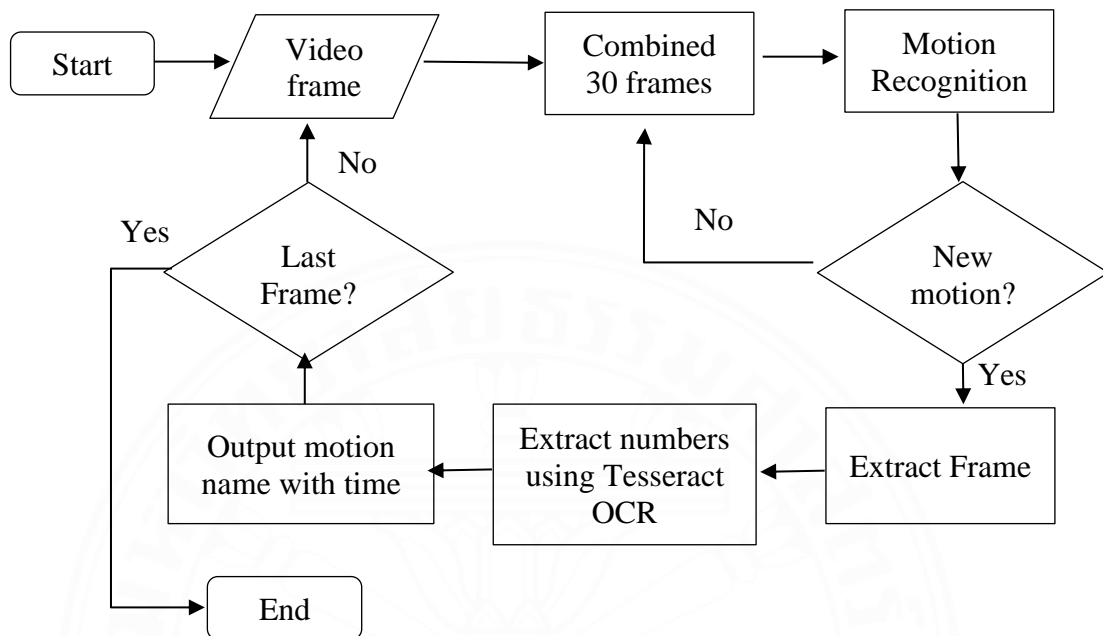 Start
Video
frame
Combined
30 frames
Motion
Recognition
No
Yes
No
Last
Frame?
New
motion?
Yes
Output motion
name with time
Extract numbers
using Tesseract
OCR
Extract Frame
End